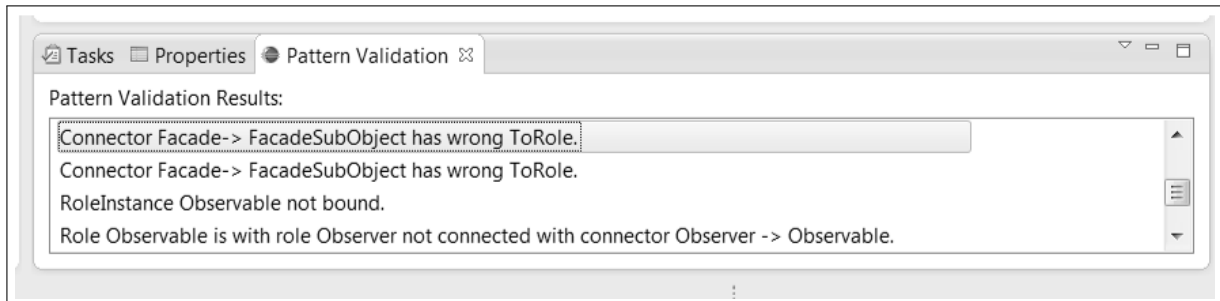 Tasks Properties Pattern Validation
Pattern Validation Results:
Connector Facade-> FacadeSubObject has wrong ToRole.
Connector Facade-> FacadeSubObject has wrong ToRole.
RoleInstance Observable not bound.
Role Observable is with role Observer not connected with connector Observer -> Observable.